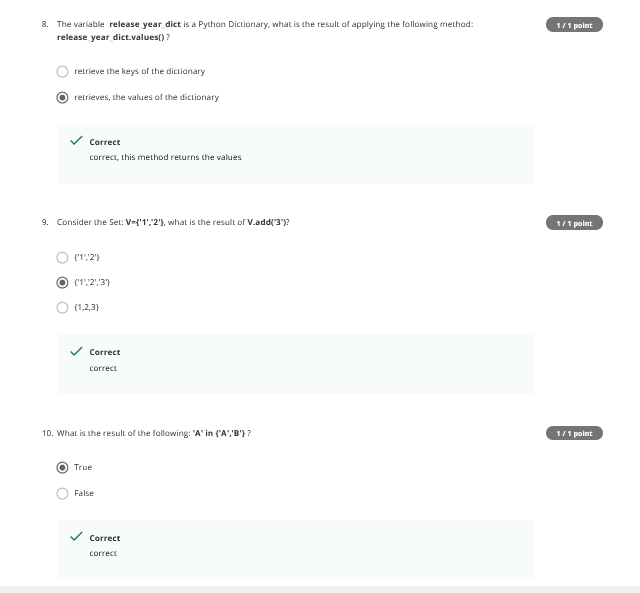 8. The variable release_year_dict is a Python Dictionary, what is the result of applying the following method:
release_year_dict.values() ?
1 / 1 point
retrieve the keys of the dictionary
retrieves, the values of the dictionary
Correct
correct, this method returns the values
9. Consider the Set: V={'1','2'}, what is the result of V.add('3')?
1 / 1 point
{'1','2'}
{'1','2','3'}
{1,2,3}
Correct
correct
10. What is the result of the following: 'A' in {'A','B'} ?
1 / 1 point
True
False
Correct
correct